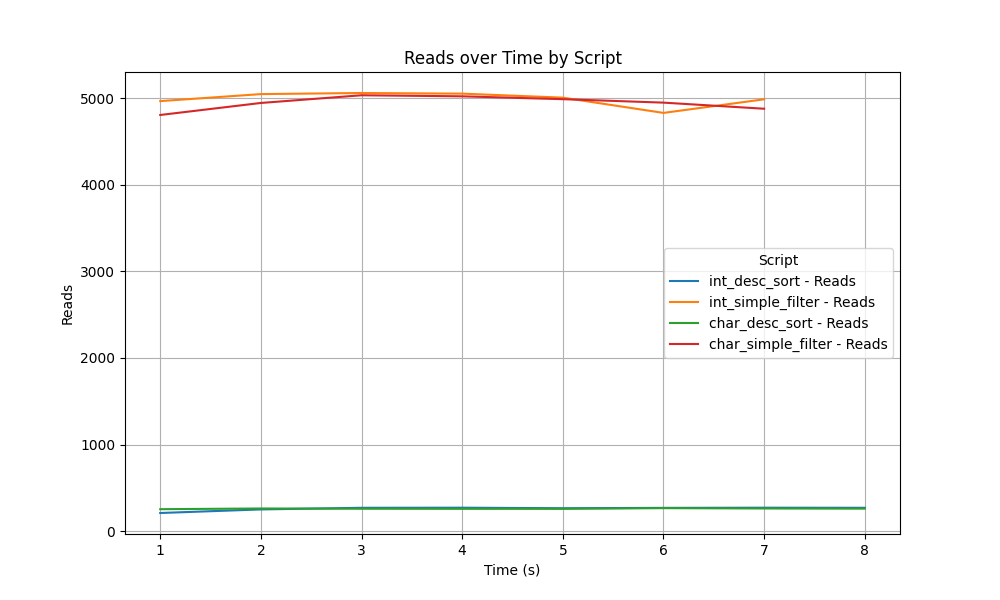 Reads over Time by Script
Reads
5000
4000
3000
2000
1000
0
Script
int_desc_sort - Reads
int_simple_filter - Reads
char_desc_sort - Reads
char_simple_filter - Reads
1 2 3 4 5 6 7 8
Time (s)